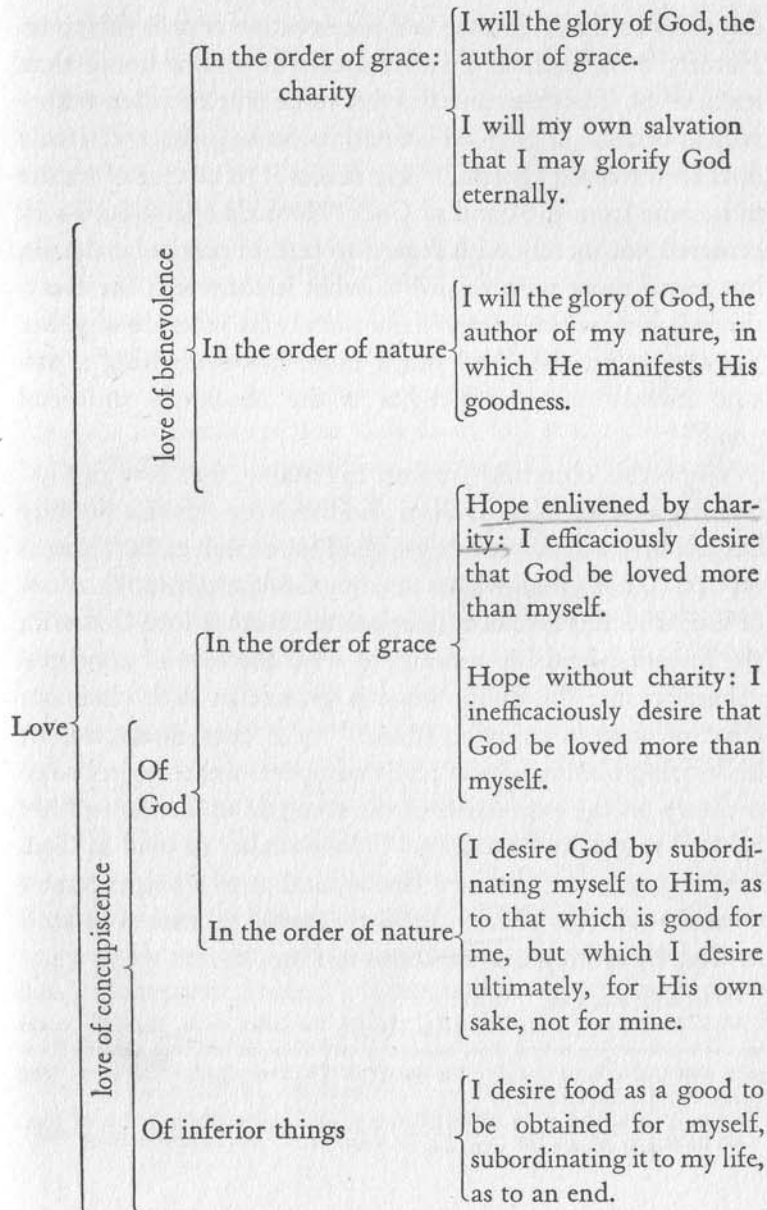 In the order of grace:
charity
I will the glory of God, the
author of grace.
I will my own salvation
that I may glorify God
eternally.
love of benevolence
In the order of nature
I will the glory of God, the
author of my nature, in
which He manifests His
goodness.
Love
love of concupiscence
Of
God
In the order of grace
Hope enlivened by char-
ity: I efficaciously desire
that God be loved more
than myself.
Hope without charity: I
inefficaciously desire that
God be loved more than
myself.
In the order of nature
I desire God by subordi-
nating myself to Him, as
to that which is good for
me, but which I desire
ultimately, for His own
sake, not for mine.
Of inferior things
I desire food as a good to
be obtained for myself,
subordinating it to my life,
as to an end.